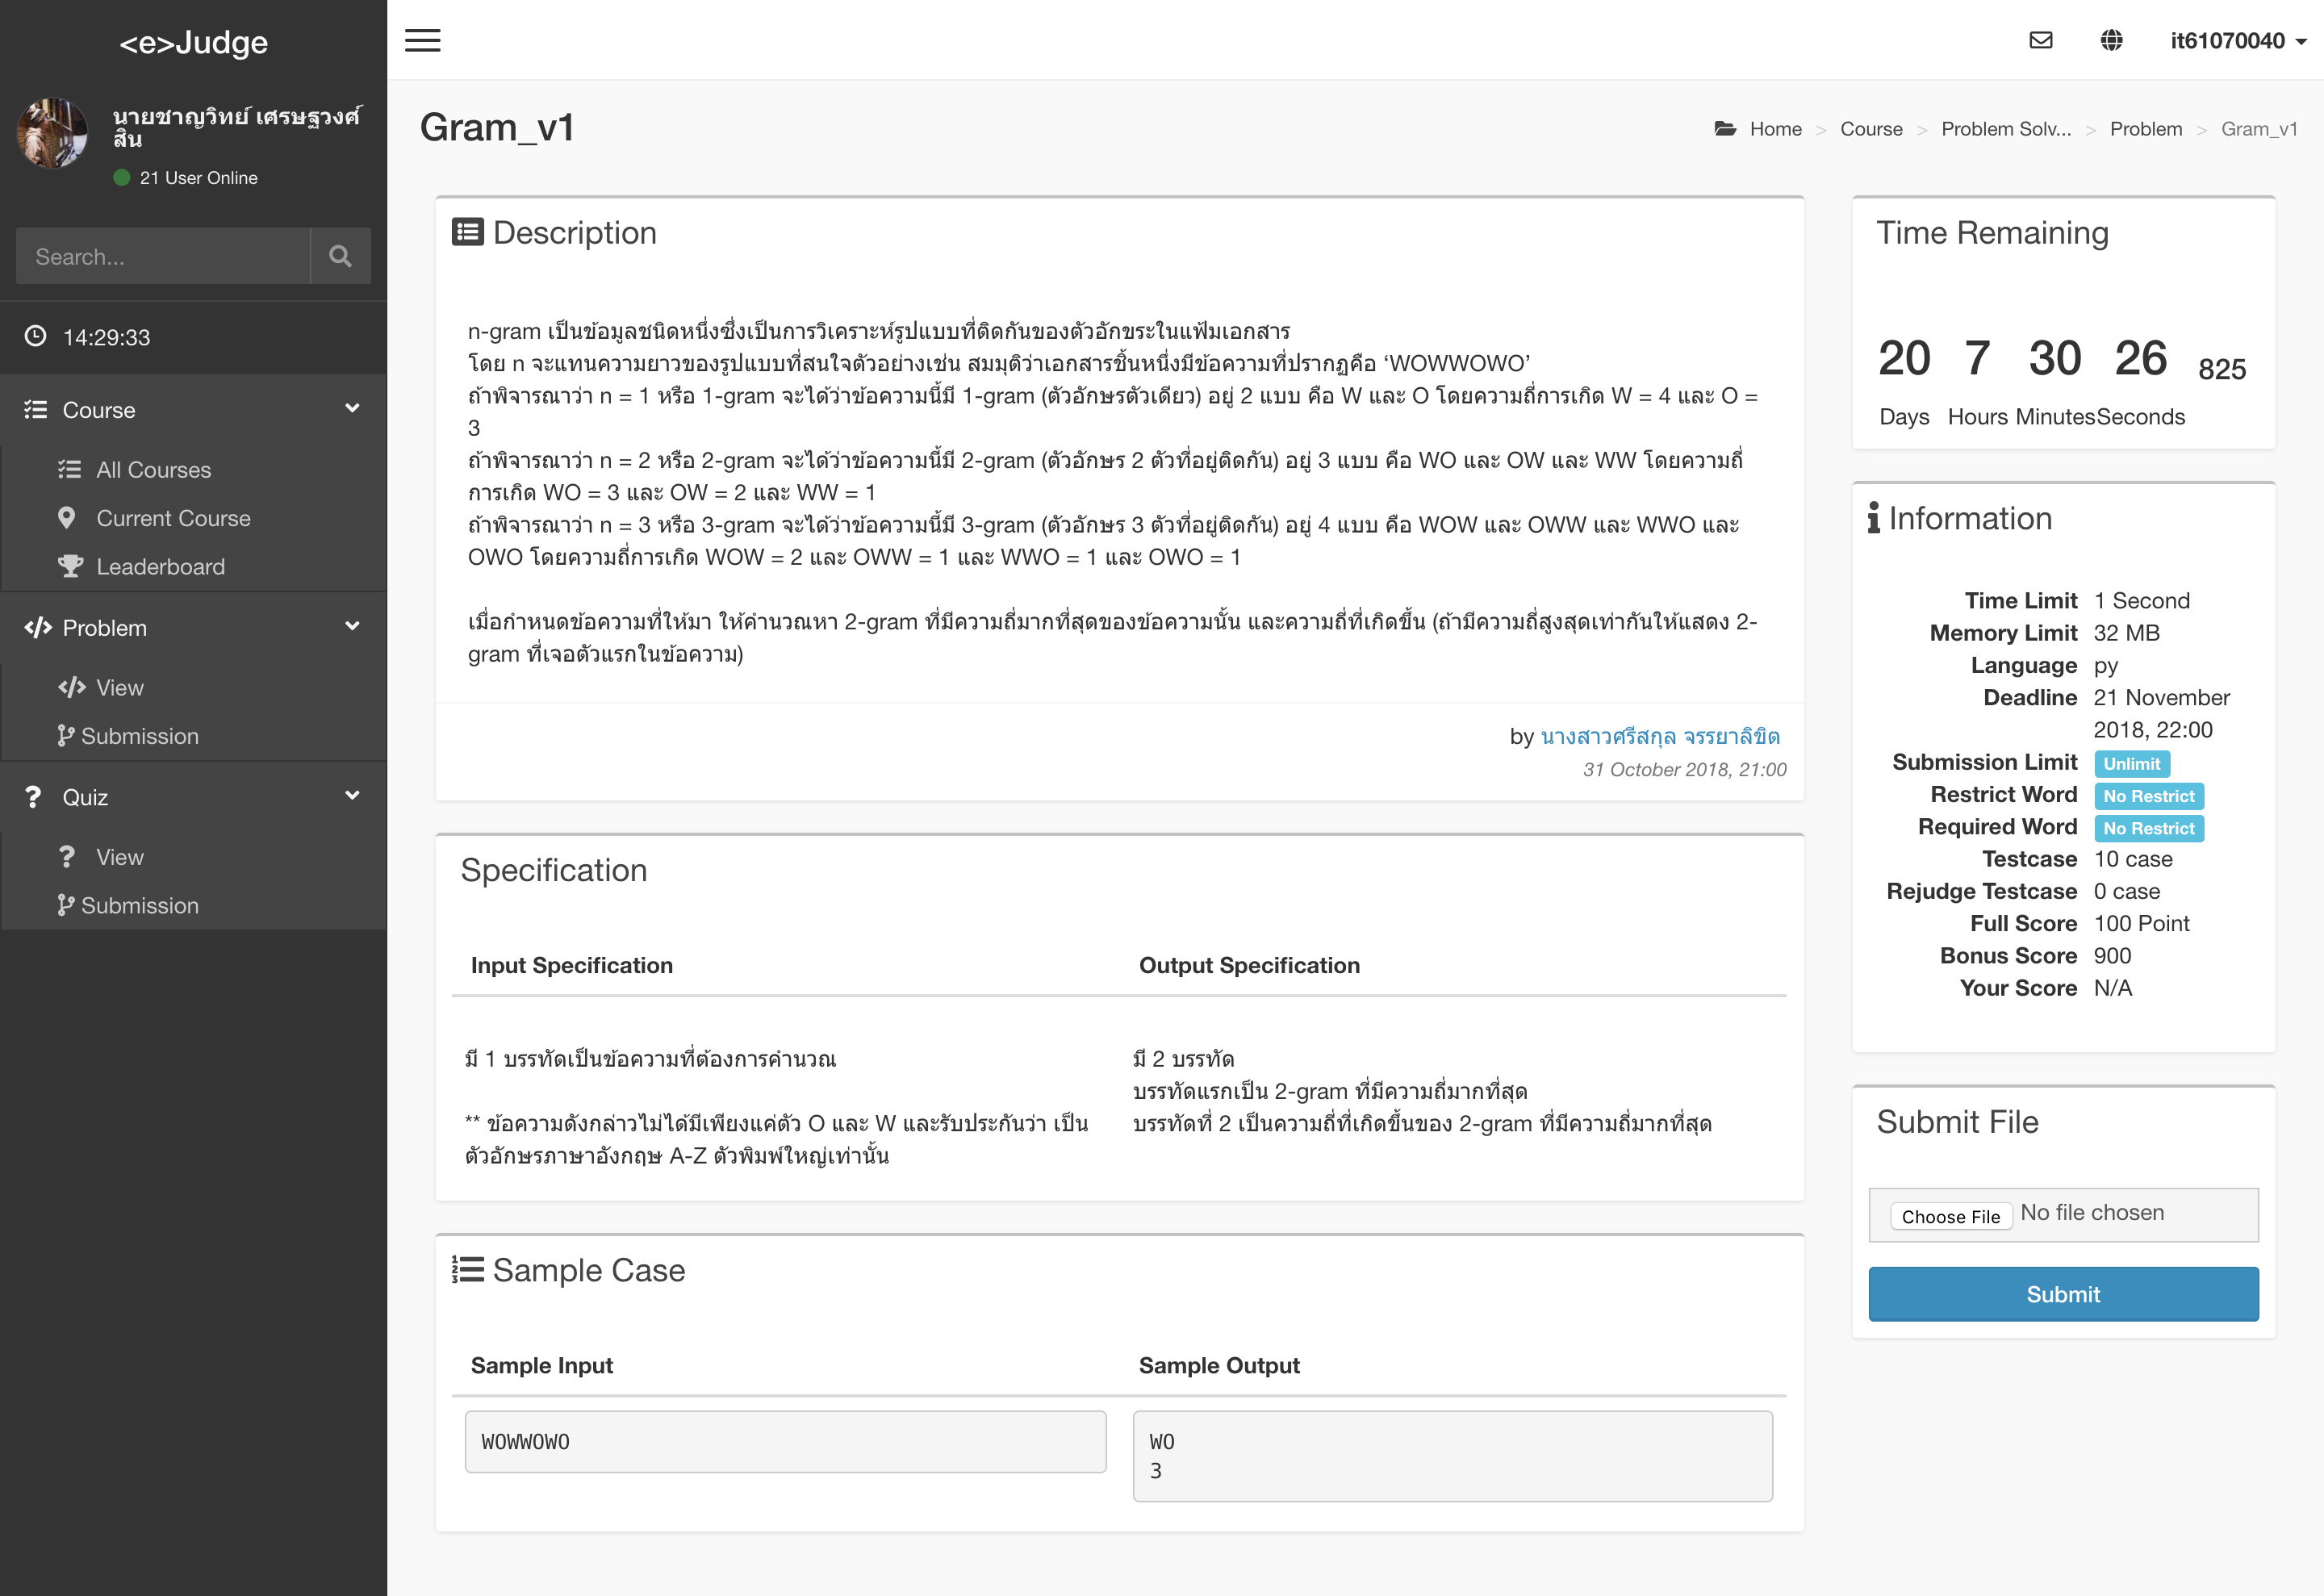 <e>Judge
นายชาญวิทย์ เศรษฐวงศ์
สิน
21 User Online
Search...
14:29:33
Course
All Courses
Current Course
Leaderboard
Problem
View
Submission
Quiz
View
Submission
it61070040
Gram_v1
Home > Course > Problem Solv... > Problem > Gram_v1
Description
n-gram เป็นข้อมูลชนิดหนึ่งซึ่งเป็นการวิเคราะห์รูปแบบที่ติดกันของตัวอักขระในแฟ้มเอกสาร
โดย n จะแทนความยาวของรูปแบบที่สนใจตัวอย่างเช่น สมมุติว่าเอกสารชิ้นหนึ่งมีข้อความที่ปรากฏคือ ‘WOWWOWO’
ถ้าพิจารณาว่า n = 1 หรือ 1-gram จะได้ว่าข้อความนี้มี 1-gram (ตัวอักษรตัวเดียว) อยู่ 2 แบบ คือ W และ O โดยความถี่การเกิด W = 4 และ O =
3
ถ้าพิจารณาว่า n = 2 หรือ 2-gram จะได้ว่าข้อความนี้มี 2-gram (ตัวอักษร 2 ตัวที่อยู่ติดกัน) อยู่ 3 แบบ คือ WO และ OW และ WW โดยความถี่
การเกิด WO = 3 และ OW = 2 และ WW = 1
ถ้าพิจารณาว่า n = 3 หรือ 3-gram จะได้ว่าข้อความนี้มี 3-gram (ตัวอักษร 3 ตัวที่อยู่ติดกัน) อยู่ 4 แบบ คือ WOW และ OWW และ WWO และ
OWO โดยความถี่การเกิด WOW = 2 และ OWW = 1 และ WWO = 1 และ OWO = 1
เมื่อกำหนดข้อความที่ให้มา ให้คำนวณหา 2-gram ที่มีความถี่มากที่สุดของข้อความนั้น และความถี่ที่เกิดขึ้น (ถ้ามีความถี่สูงสุดเท่ากันให้แสดง 2-
gram ที่เจอตัวแรกในข้อความ)
by นางสาวศรีสกุล จรรยาลิขิต
31 October 2018, 21:00
Specification
Input Specification
Output Specification
มี 1 บรรทัดเป็นข้อความที่ต้องการคำนวณ
** ข้อความดังกล่าวไม่ได้มีเพียงแค่ตัว O และ W และรับประกันว่า เป็น
ตัวอักษรภาษาอังกฤษ A-Z ตัวพิมพ์ใหญ่เท่านั้น
มี 2 บรรทัด
บรรทัดแรกเป็น 2-gram ที่มีความถี่มากที่สุด
บรรทัดที่ 2 เป็นความถี่ที่เกิดขึ้นของ 2-gram ที่มีความถี่มากที่สุด
Sample Case
Sample Input
Sample Output
WOWWOWO
WO
3
Time Remaining
20 7 30 26 825
Days Hours Minutes Seconds
Information
Time Limit 1 Second
Memory Limit 32 MB
Language py
Deadline 21 November
2018, 22:00
Submission Limit Unlimit
Restrict Word No Restrict
Required Word No Restrict
Testcase 10 case
Rejudge Testcase 0 case
Full Score 100 Point
Bonus Score 900
Your Score N/A
Submit File
Choose File No file chosen
Submit